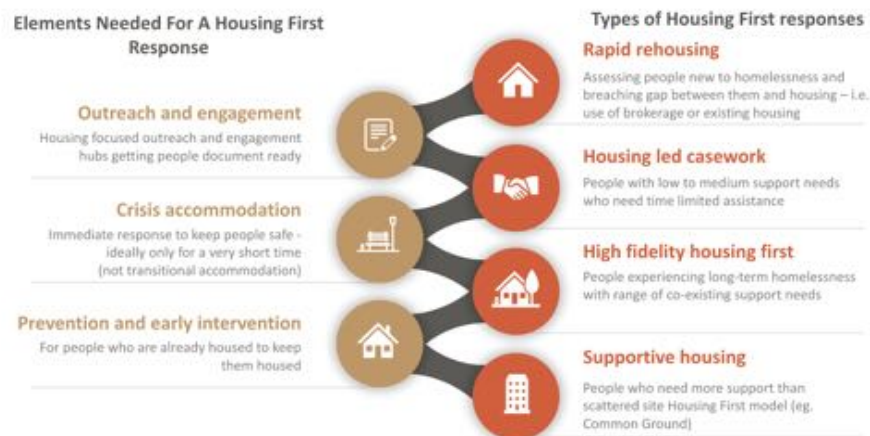 Elements Needed For A Housing First
Response
Outreach and engagement
Housing focused outreach and engagement
hubs getting people document ready
Crisis accommodation
Immediate response to keep people safe -
ideally only for a very short time
(not transitional accommodation)
Prevention and early intervention
For people who are already housed to keep
them housed
Types of Housing First responses
Rapid rehousing
Assessing people new to homelessness and
breaching gap between them and housing – i.e.
use of brokerage or existing housing
Housing led casework
People with low to medium support needs
who need time limited assistance
High fidelity housing first
People experiencing long-term homelessness
with range of co-existing support needs
Supportive housing
People who need more support than
scattered site Housing First model (eg.
Common Ground)